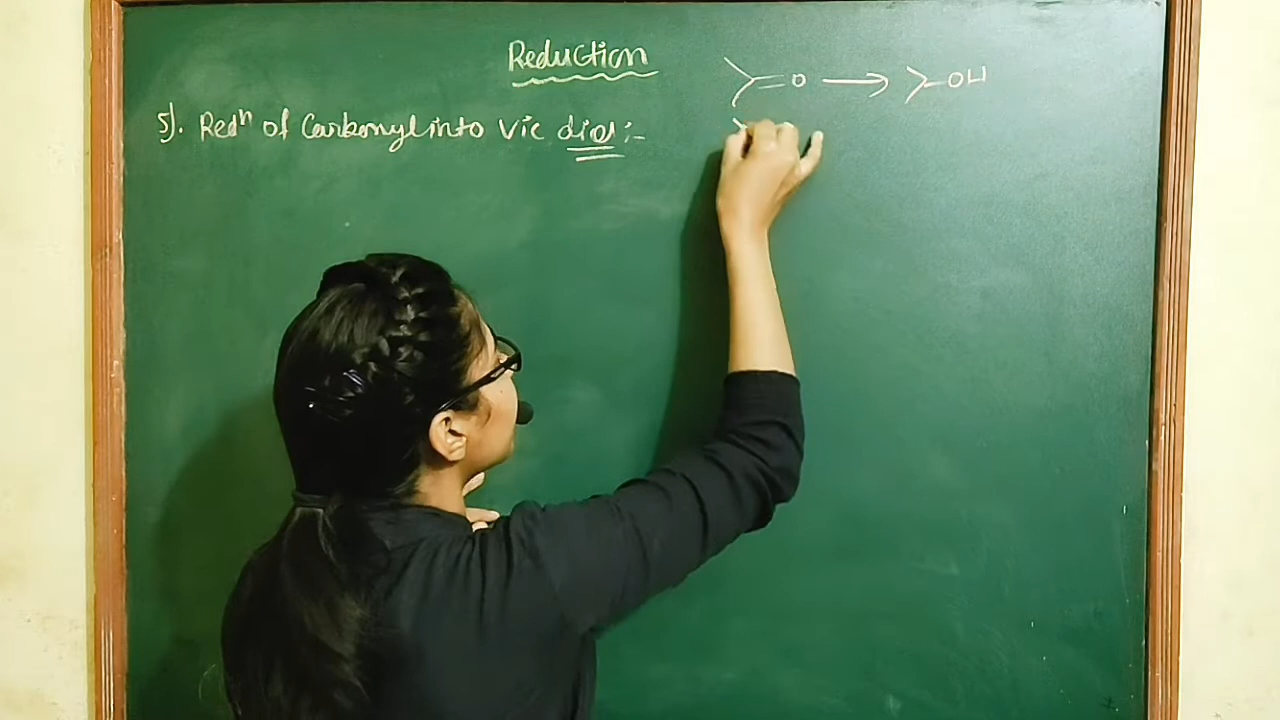 Reduction
=O → -OH
5). Redⁿ of Carbonyl into Vic diol :-